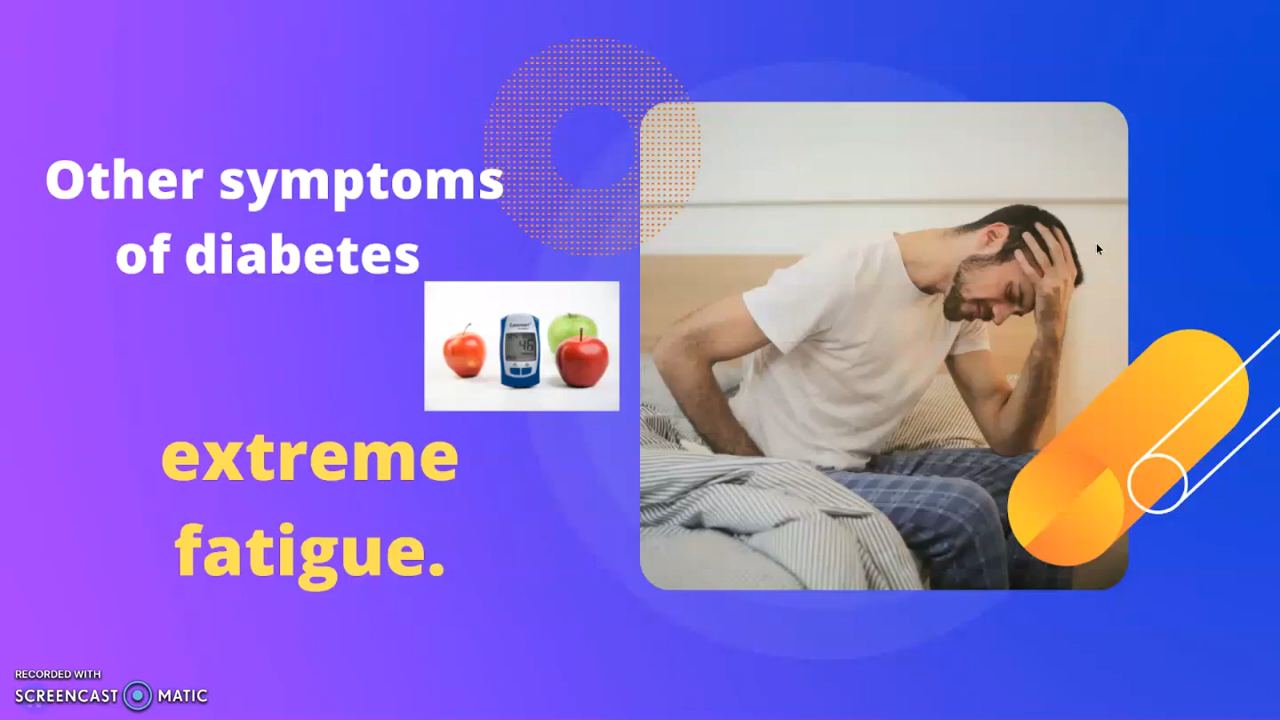 Other symptoms
of diabetes
extreme
fatigue.
RECORDED WITH
SCREENCAST MATIC